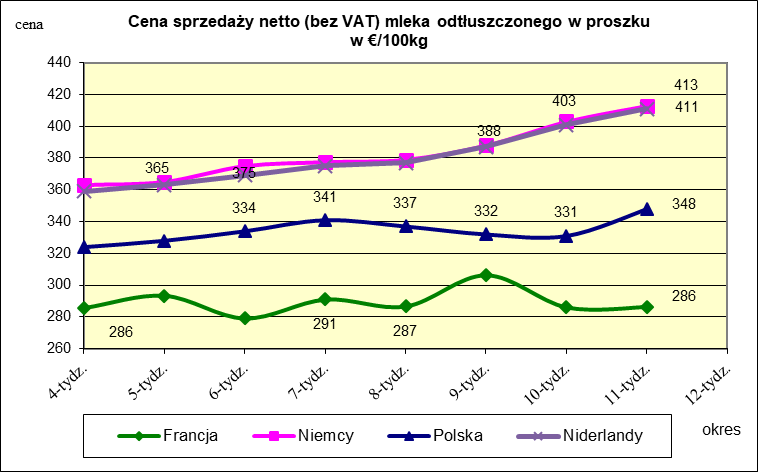 cena
Cena sprzedaży netto (bez VAT) mleka odtłuszczonego w proszku
w €/100kg
440
420
400
380
360
340
320
300
280
260
365
375
388
403
413
411
334
341
337
332
331
348
286
291
287
286
4-tydz.
5-tydz.
6-tydz.
7-tydz.
8-tydz.
9-tydz.
10-tydz.
11-tydz.
12-tydz.
okres
Francja
Niemcy
Polska
Niderlandy